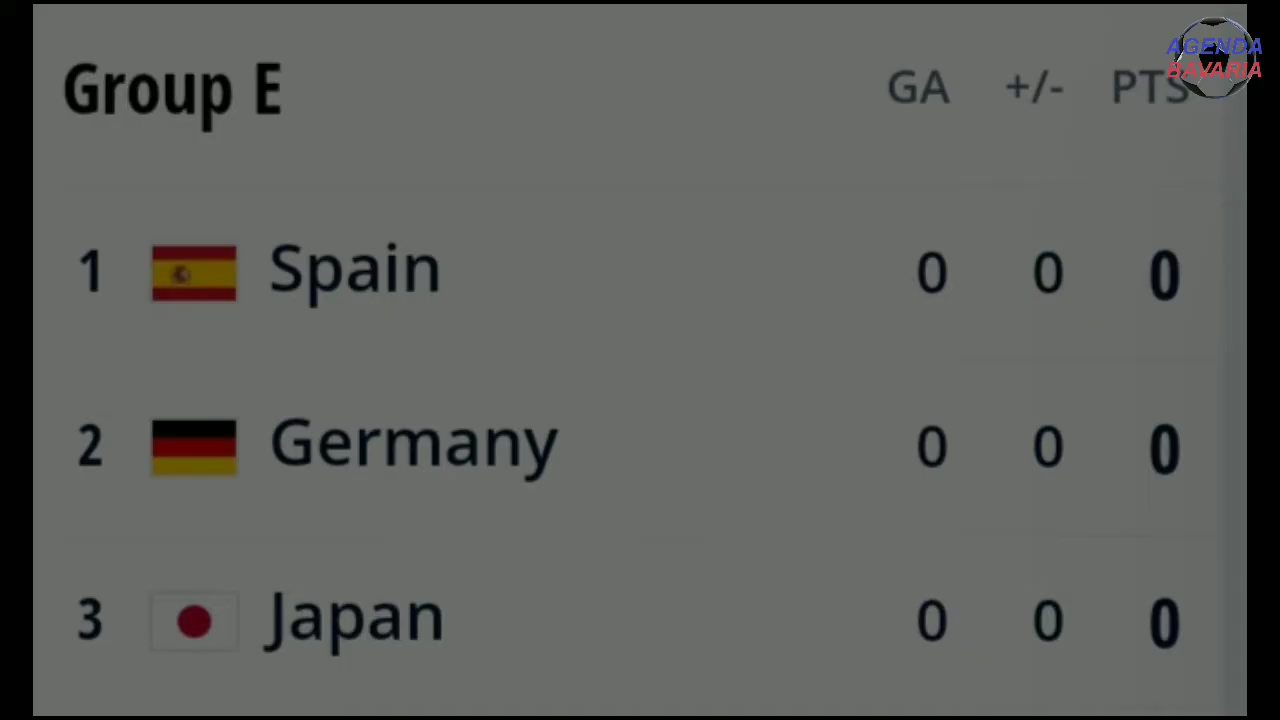 Group E GA +/- PTS
AGENDA
BAVARIA
1 Spain 0 0 0
2 Germany 0 0 0
3 Japan 0 0 0